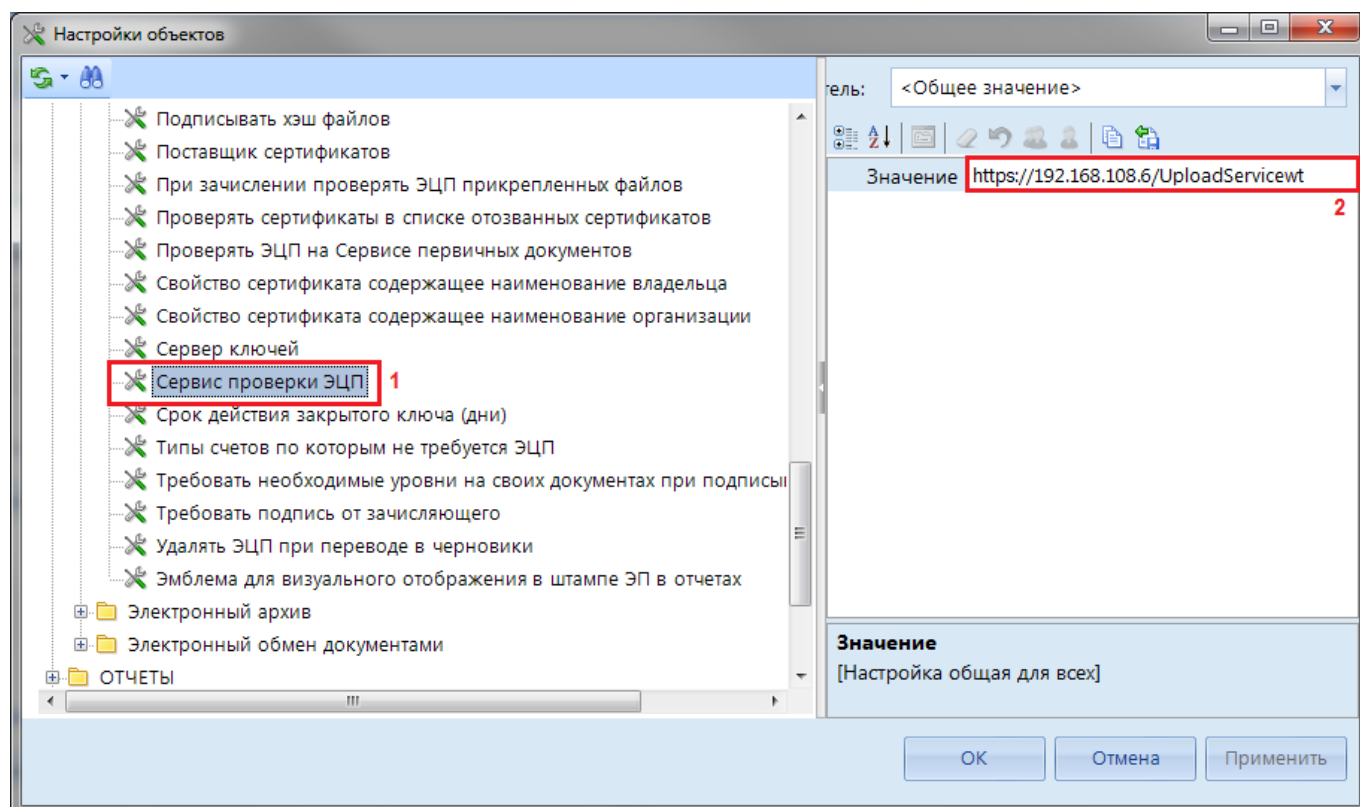 Настройки объектов
Подписывать хэш файлов
Поставщик сертификатов
При зачислении проверять ЭЦП прикрепленных файлов
Проверять сертификаты в списке отозванных сертификатов
Проверять ЭЦП на Сервисе первичных документов
Свойство сертификата содержащее наименование владельца
Свойство сертификата содержащее наименование организации
Сервер ключей
Сервис проверки ЭЦП 1
Срок действия закрытого ключа (дни)
Типы счетов по которым не требуется ЭЦП
Требовать необходимые уровни на своих документах при подписы
Требовать подпись от зачисляющего
Удалять ЭЦП при переводе в черновики
Эмблема для визуального отображения в штампе ЭП в отчетах
Электронный архив
Электронный обмен документами
ОТЧЕТЫ
тель: <Общее значение>
Значение https://192.168.108.6/UploadServicewt
2
Значение
[Настройка общая для всех]
ОК Отмена Применить